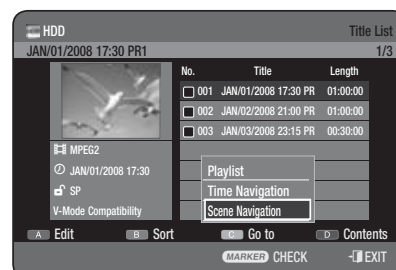 HDD Title List
JAN/01/2008 17:30 PR1 1/3
No. Title Length
001 JAN/01/2008 17:30 PR 01:00:00
002 JAN/02/2008 21:00 PR 01:00:00
003 JAN/03/2008 23:15 PR 00:30:00
MPEG2
JAN/01/2008 17:30
SP
V-Mode Compatibility
Playlist
Time Navigation
Scene Navigation
A Edit B Sort C Go to D Contents
MARKER CHECK EXIT